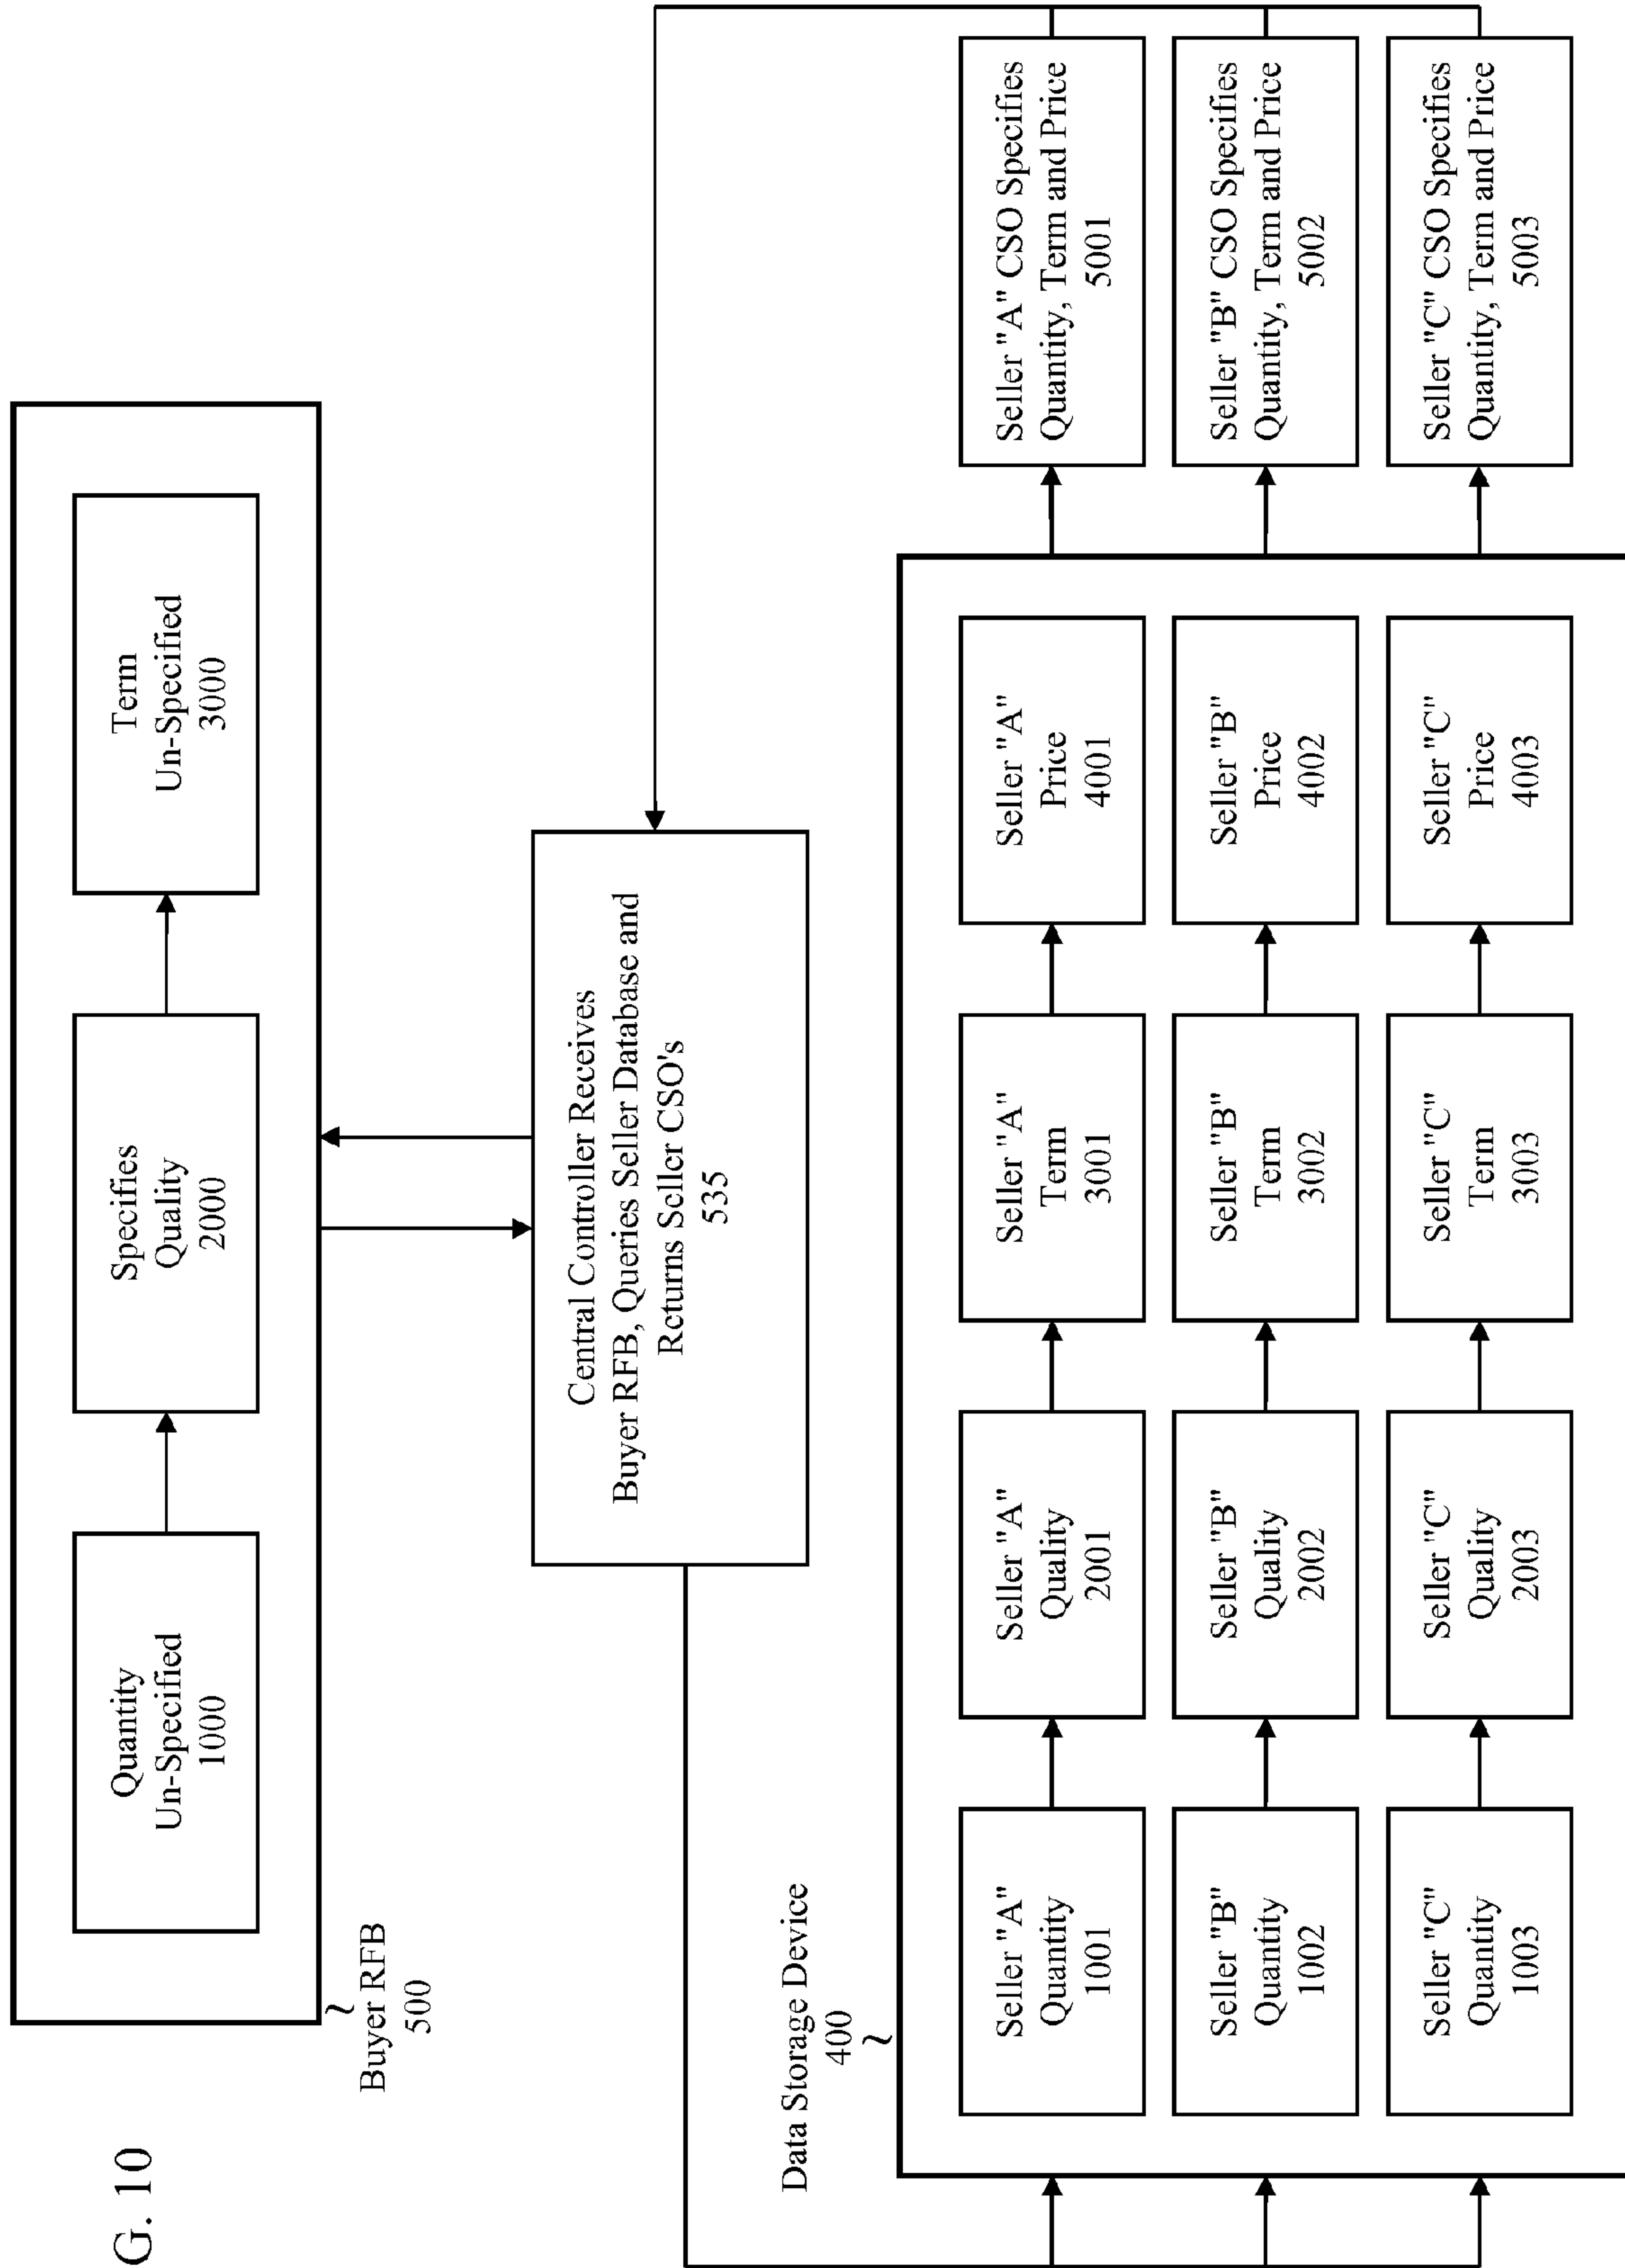 G. 10
Buyer RFB
500
Quantity
Un-Specified
1000
Specifies
Quality
2000
Term
Un-Specified
3000
Central Controller Receives
Buyer RFB, Queries Seller Database and
Returns Seller CSO's
535
Data Storage Device
400
Seller "A"
Quantity
1001
Seller "A"
Quality
2001
Seller "A"
Term
3001
Seller "A"
Price
4001
Seller "A" CSO Specifies
Quantity, Term and Price
5001
Seller "B"
Quantity
1002
Seller "B"
Quality
2002
Seller "B"
Term
3002
Seller "B"
Price
4002
Seller "B" CSO Specifies
Quantity, Term and Price
5002
Seller "C"
Quantity
1003
Seller "C"
Quality
2003
Seller "C"
Term
3003
Seller "C"
Price
4003
Seller "C" CSO Specifies
Quantity, Term and Price
5003